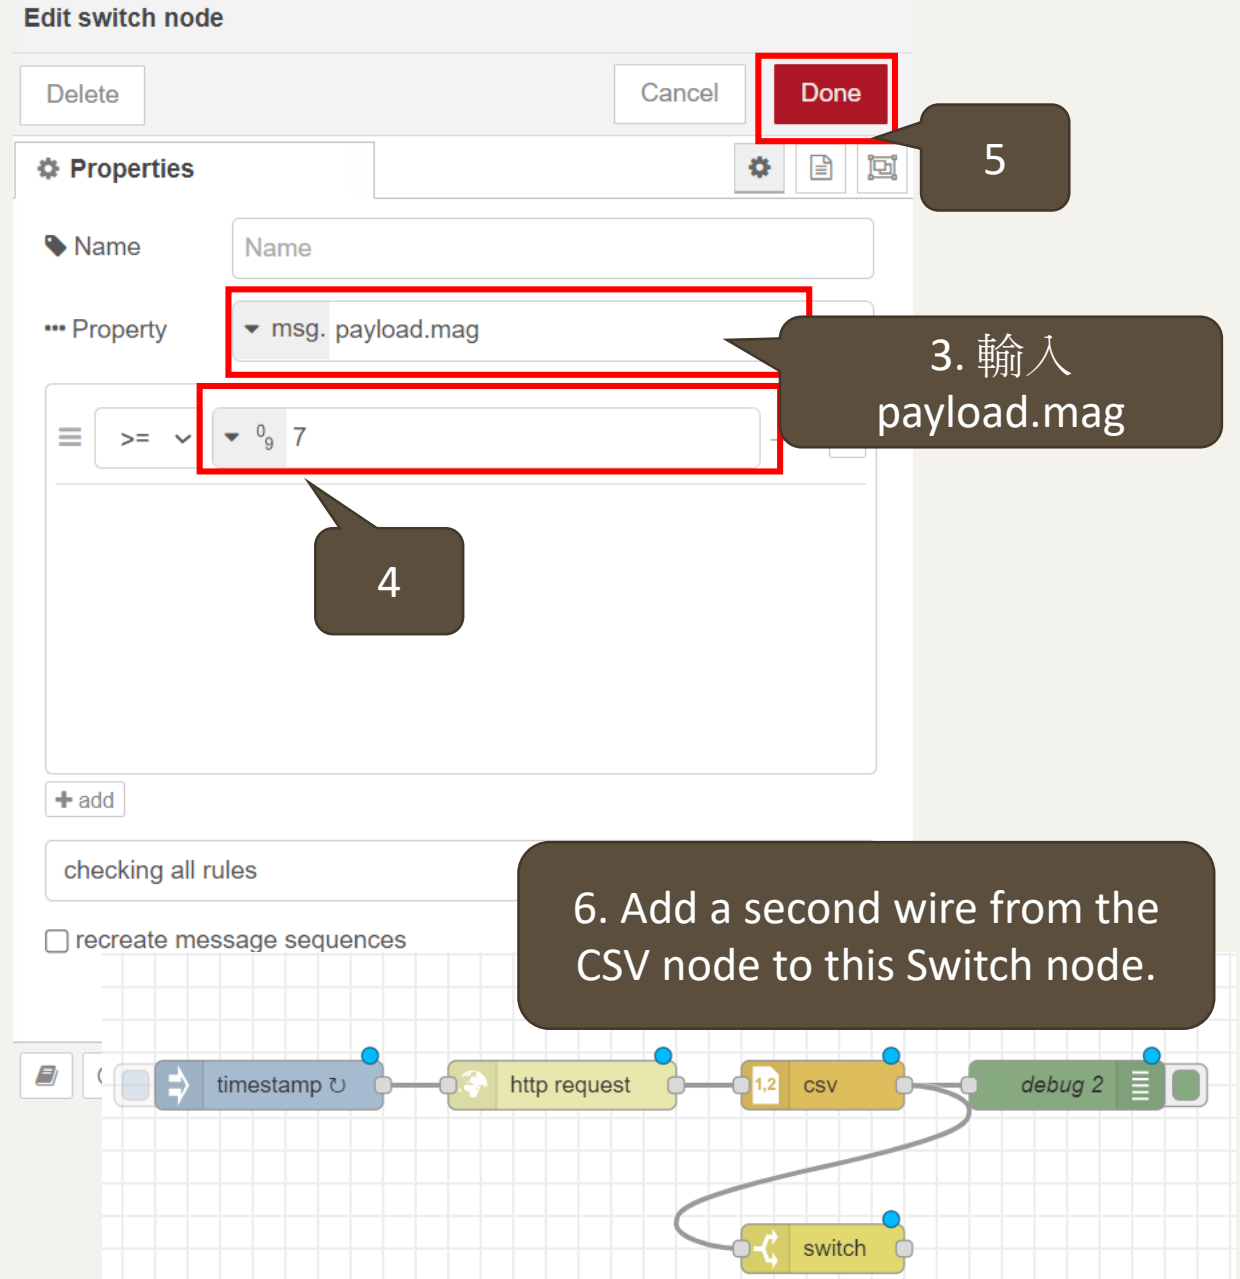 Edit switch node
Delete
Cancel
Done
5
Properties
Name
Name
Property
msg. payload.mag
3. 輸入
payload.mag
>=
0
9
7
4
add
checking all rules
6. Add a second wire from the
CSV node to this Switch node.
recreate message sequences
timestamp ↻
http request
1,2
csv
debug 2
switch